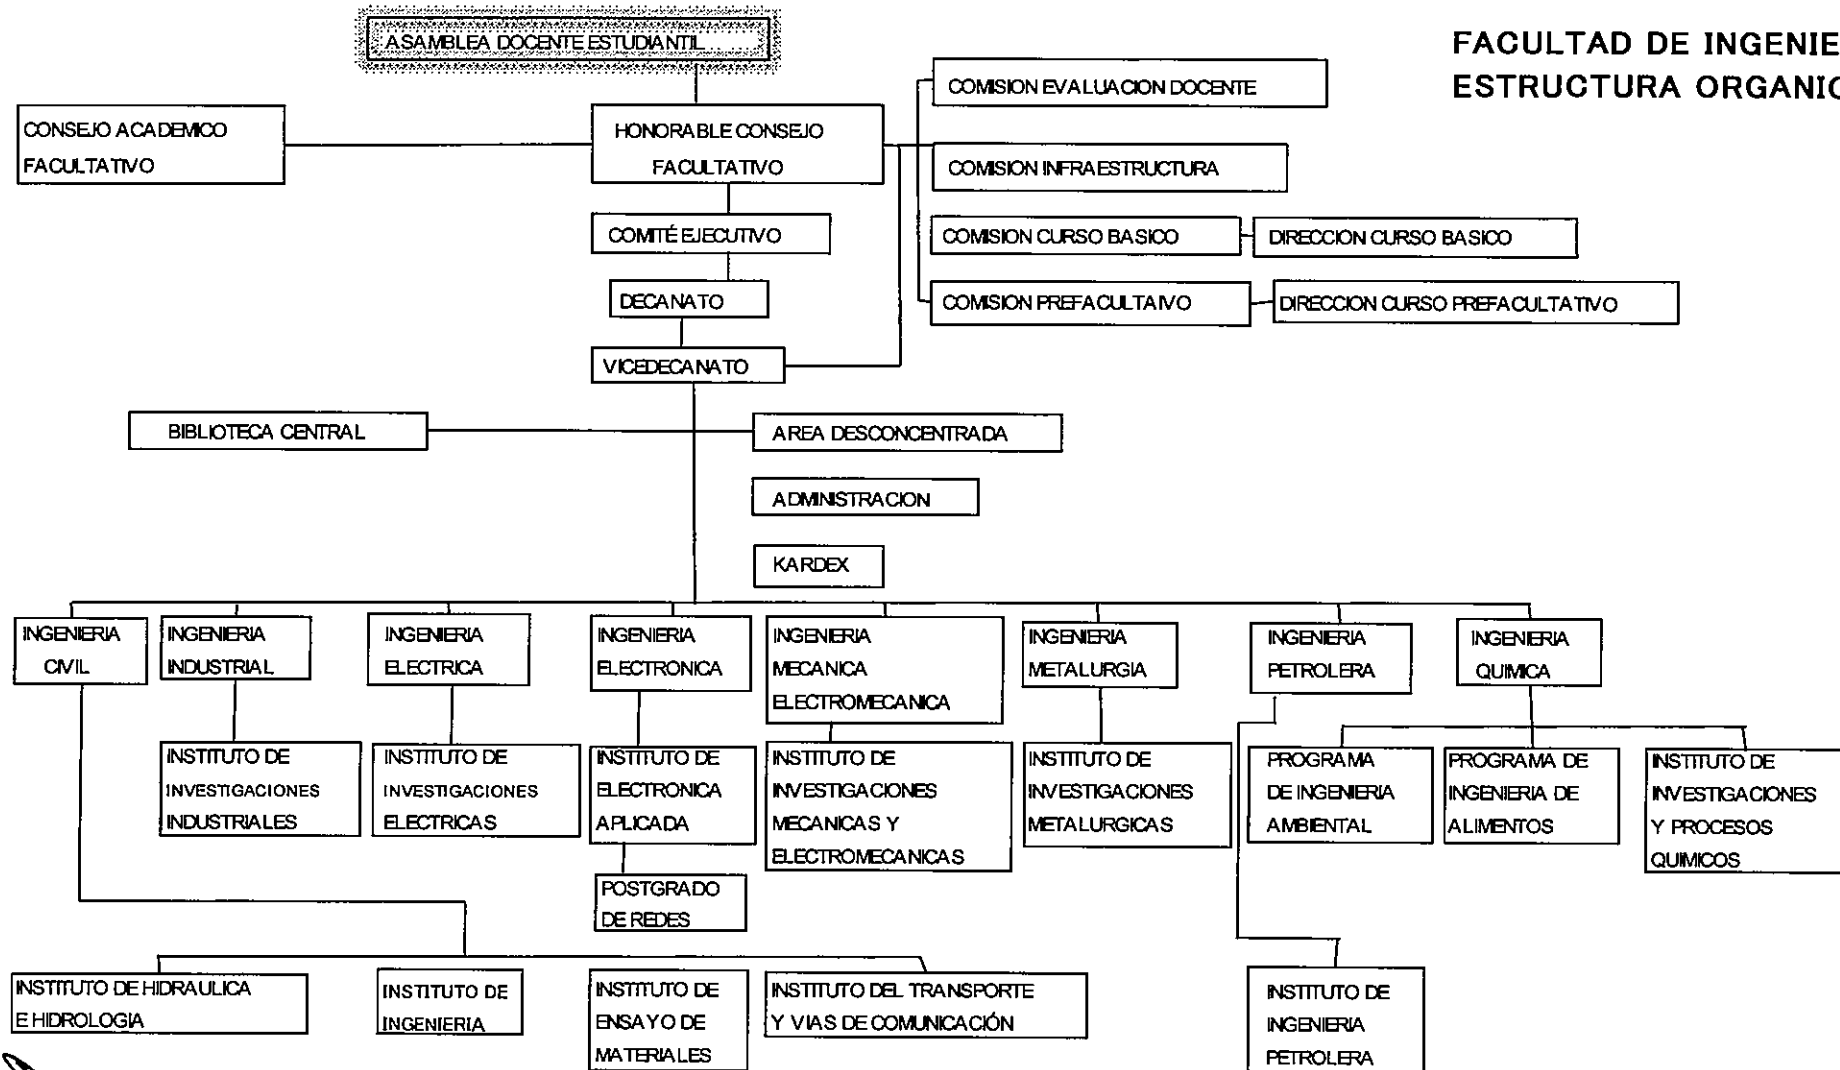 ASAMBLEA DOCENTE ESTUDIANTIL
FACULTAD DE
ESTRUCTURA
CONSEJO ACADEMICO
FACULTATIVO
HONORABLE CONSEJO
FACULTATIVO
COMISION EVALUACION DOCENTE
COMISION INFRAESTRUCTURA
COMITÉ EJECUTIVO
COMISION CURSO BASICO
DIRECCION CURSO BASICO
DECANATO
COMISION PREFACULTAIVO
DIRECCION CURSO PREFACULTATIVO
VICEDECANATO
BIBLIOTECA CENTRAL
AREA DESCONCENTRADA
ADMINISTRACION
KARDEX
INGENIERIA
CIVIL
INGENIERIA
INDUSTRIAL
INGENIERIA
ELECTRICA
INGENIERIA
ELECTRONICA
INGENIERIA
MECANICA
ELECTROMECANICA
INGENIERIA
METALURGIA
INGENIERIA
PETROLERA
INGENIERIA
QUIMICA
INSTITUTO DE
INVESTIGACIONES
INDUSTRIALES
INSTITUTO DE
INVESTIGACIONES
ELECTRICAS
INSTITUTO DE
ELECTRONICA
APLICADA
INSTITUTO DE
INVESTIGACIONES
MECANICAS Y
ELECTROMECANICAS
INSTITUTO DE
INVESTIGACIONES
METALURGICAS
PROGRAMA
DE INGENIERIA
AMBIENTAL
PROGRAMA DE
INGENIERIA DE
ALIMENTOS
INSTITUTO DE
INVESTIGACIONES
Y PROCESOS
QUIMICOS
POSTGRADO
DE REDES
INSTITUTO DE HIDRAULICA
E HIDROLOGIA
INSTITUTO DE
INGENIERIA
INSTITUTO DE
ENSAYO DE
MATERIALES
INSTITUTO DEL TRANSPORTE
Y VIAS DE COMUNICACIÓN
INSTITUTO DE
INGENIERIA
PETROLERA